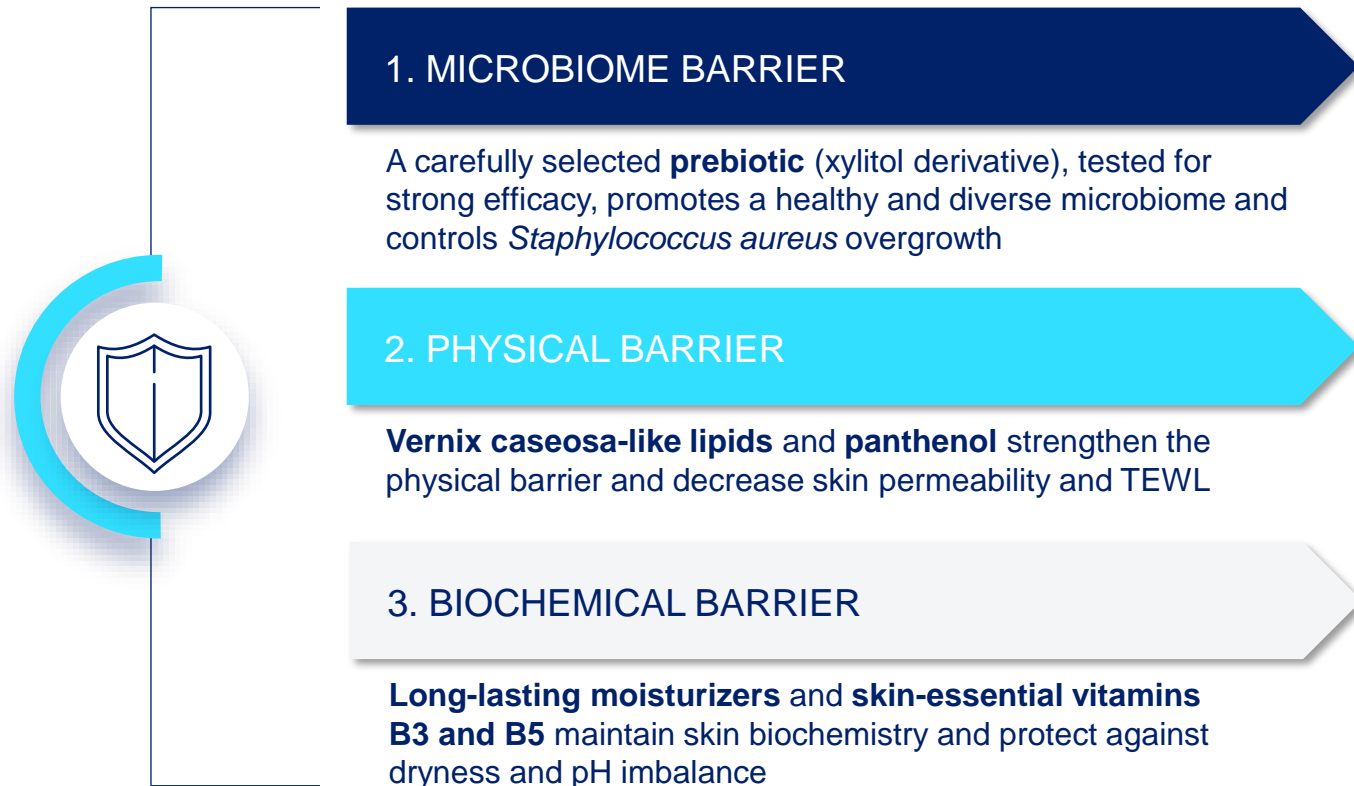 1. MICROBIOME BARRIER
A carefully selected prebiotic (xylitol derivative), tested for
strong efficacy, promotes a healthy and diverse microbiome and
controls Staphylococcus aureus overgrowth
2. PHYSICAL BARRIER
Vernix caseosa-like lipids and panthenol strengthen the
physical barrier and decrease skin permeability and TEWL
3. BIOCHEMICAL BARRIER
Long-lasting moisturizers and skin-essential vitamins
B3 and B5 maintain skin biochemistry and protect against
dryness and pH imbalance